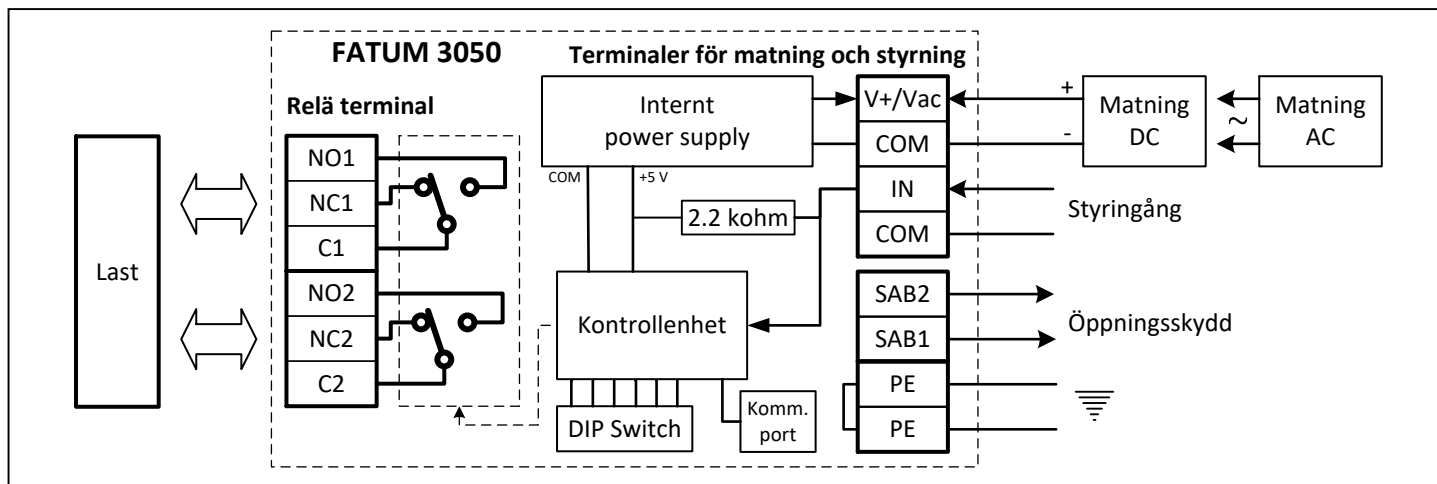 FATUM 3050
Terminaler för matning och styrning
Relä terminal
Last
NO1
NC1
C1
NO2
NC2
C2
Internt
power supply
COM
+5 V
2.2 kohm
Kontrollenhet
DIP Switch
Komm.
port
V+/Vac
COM
IN
COM
SAB2
SAB1
PE
PE
+
-
Matning
DC
~
Matning
AC
Styringång
Öppningsskydd